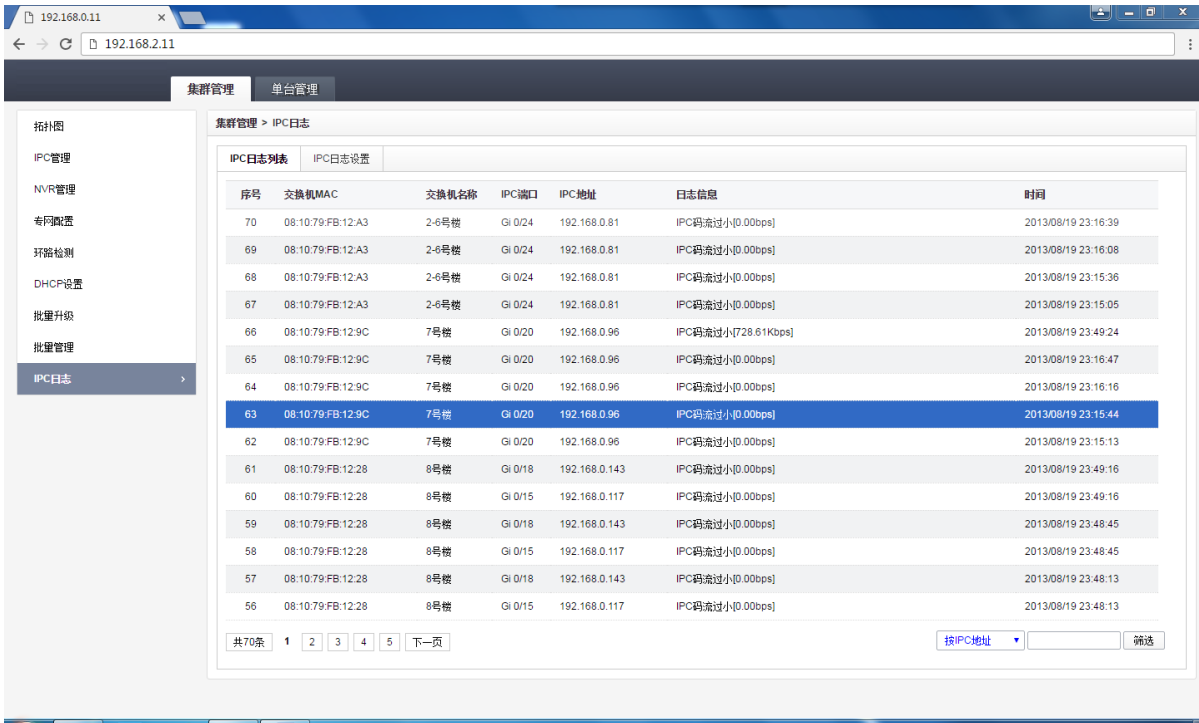 192.168.0.11
192.168.2.11
集群管理 单台管理
拓扑图
IPC管理
NVR管理
专网配置
环路检测
DHCP设置
批量升级
批量管理
IPC日志
集群管理 > IPC日志
IPC日志列表 IPC日志设置
序号 交换机MAC 交换机名称 IPC端口 IPC地址 日志信息 时间
70 08:10:79:FB:12:A3 2-6号楼 Gi 0/24 192.168.0.81 IPC码流过小[0.00bps] 2013/08/19 23:16:39
69 08:10:79:FB:12:A3 2-6号楼 Gi 0/24 192.168.0.81 IPC码流过小[0.00bps] 2013/08/19 23:16:08
68 08:10:79:FB:12:A3 2-6号楼 Gi 0/24 192.168.0.81 IPC码流过小[0.00bps] 2013/08/19 23:15:36
67 08:10:79:FB:12:A3 2-6号楼 Gi 0/24 192.168.0.81 IPC码流过小[0.00bps] 2013/08/19 23:15:05
66 08:10:79:FB:12:9C 7号楼 Gi 0/20 192.168.0.96 IPC码流过小[728.61Kbps] 2013/08/19 23:49:24
65 08:10:79:FB:12:9C 7号楼 Gi 0/20 192.168.0.96 IPC码流过小[0.00bps] 2013/08/19 23:16:47
64 08:10:79:FB:12:9C 7号楼 Gi 0/20 192.168.0.96 IPC码流过小[0.00bps] 2013/08/19 23:16:16
63 08:10:79:FB:12:9C 7号楼 Gi 0/20 192.168.0.96 IPC码流过小[0.00bps] 2013/08/19 23:15:44
62 08:10:79:FB:12:9C 7号楼 Gi 0/20 192.168.0.96 IPC码流过小[0.00bps] 2013/08/19 23:15:13
61 08:10:79:FB:12:28 8号楼 Gi 0/18 192.168.0.143 IPC码流过小[0.00bps] 2013/08/19 23:49:16
60 08:10:79:FB:12:28 8号楼 Gi 0/15 192.168.0.117 IPC码流过小[0.00bps] 2013/08/19 23:49:16
59 08:10:79:FB:12:28 8号楼 Gi 0/18 192.168.0.143 IPC码流过小[0.00bps] 2013/08/19 23:48:45
58 08:10:79:FB:12:28 8号楼 Gi 0/15 192.168.0.117 IPC码流过小[0.00bps] 2013/08/19 23:48:45
57 08:10:79:FB:12:28 8号楼 Gi 0/18 192.168.0.143 IPC码流过小[0.00bps] 2013/08/19 23:48:13
56 08:10:79:FB:12:28 8号楼 Gi 0/15 192.168.0.117 IPC码流过小[0.00bps] 2013/08/19 23:48:13
共70条 1 2 3 4 5 下一页 按IPC地址 筛选